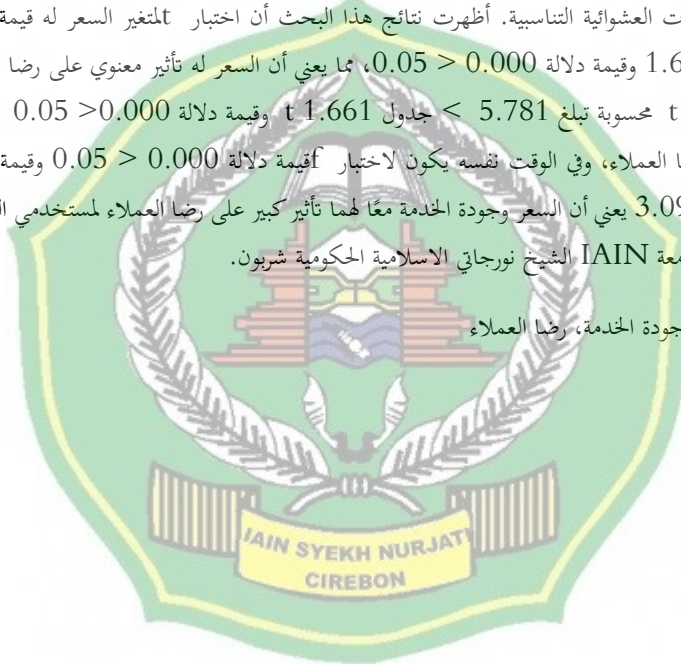 ت العشوائية التناسبية. أظهرت نتائج هذا البحث أن اختبار t لمتغير السعر له قيمة
1.6 وقيمة دلالة 0.000 > 0.05، مما يعني أن السعر له تأثير معنوي على رضا
t محسوبة تبلغ 5.781 > جدول t 1.661 وقيمة دلالة 0.000> 0.05
ا العملاء، وفي الوقت نفسه يكون لاختبار f قيمة دلالة 0.000 > 0.05 وقيمة
3.09 يعني أن السعر وجودة الخدمة معًا لهما تأثير كبير على رضا العملاء لمستخدمي ال
معة IAIN الشيخ نورجاتي الاسلامية الحكومية شربون.
جودة الخدمة، رضا العملاء
IAIN SYEKH NURJATI
CIREBON